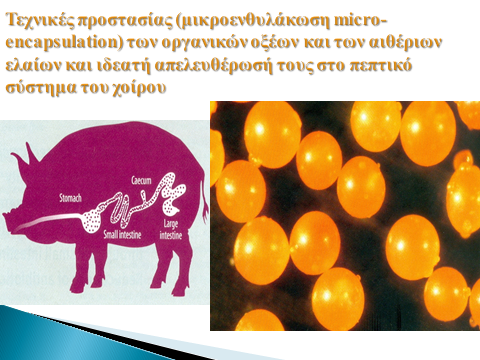 Τεχνικές προστασίας (μικροενθυλάκωση micro-
encapsulation) των οργανικών οξέων και των αιθέριων
ελαίων και ιδεατή απελευθέρωσή τους στο πεπτικό
σύστημα του χοίρου
Caecum
Stomach
Small intestine
Large
intestine